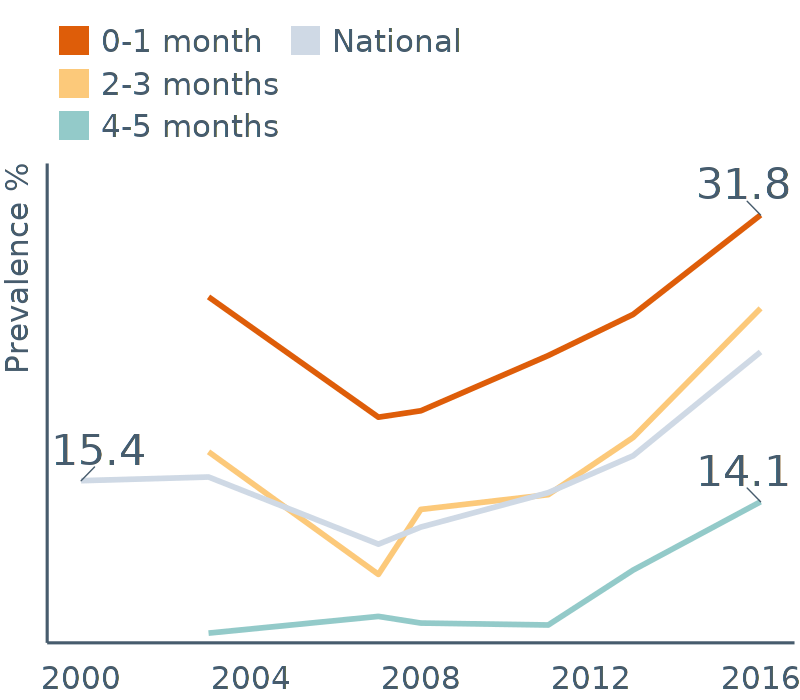 0-1 month
National
2-3 months
4-5 months
Prevalence %
31.8
15.4
14.1
2000 2004 2008 2012 2016